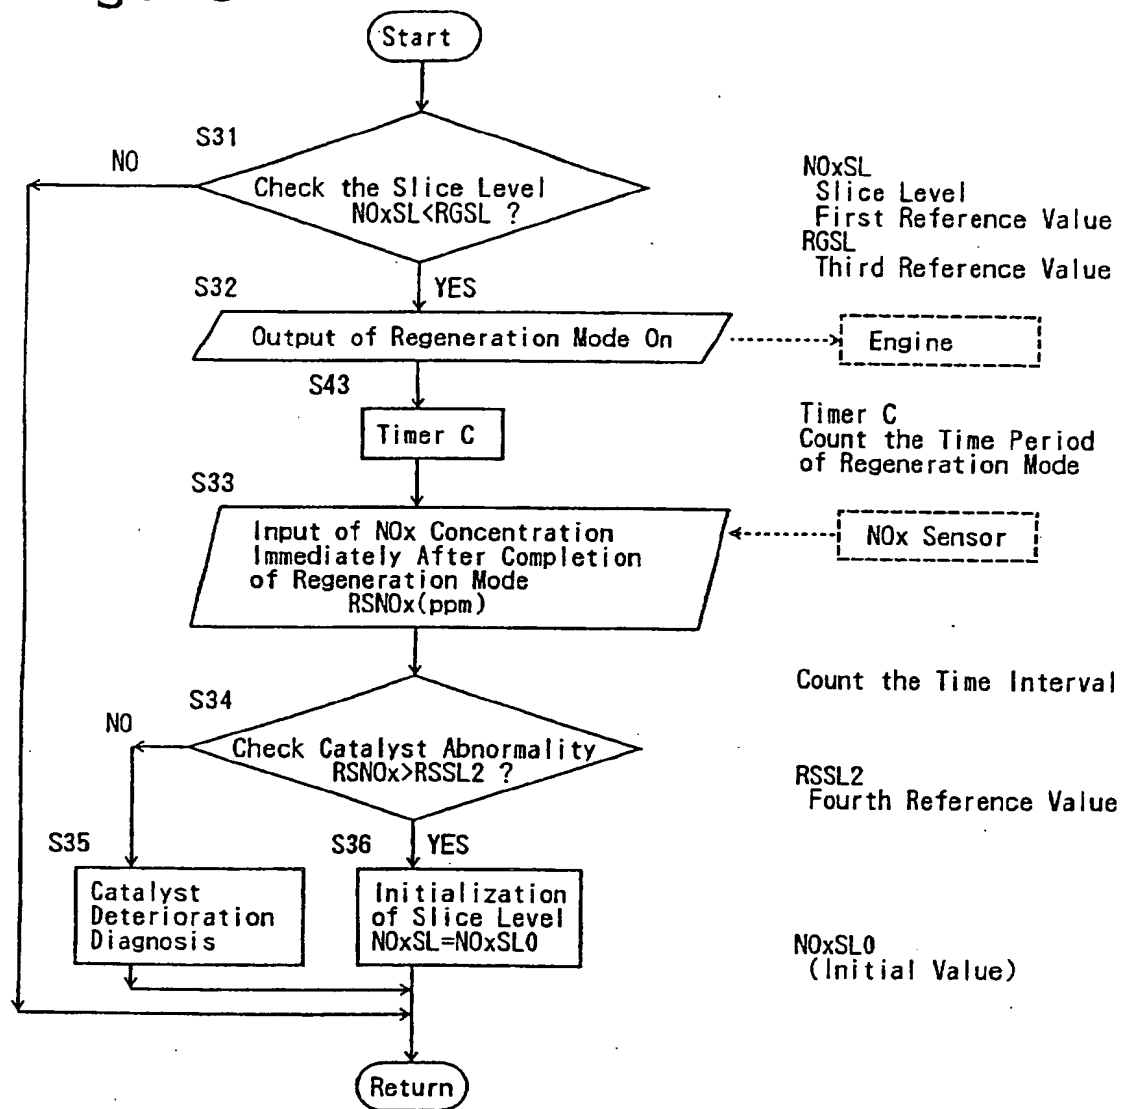 Start
S31
NO
Check the Slice Level
NOxSL<RGSL ?
NOxSL
Slice Level
First Reference Value
RGSL
Third Reference Value
YES
S32
Output of Regeneration Mode On
Engine
S43
Timer C
Timer C
Count the Time Period
of Regeneration Mode
S33
Input of NOx Concentration
Immediately After Completion
of Regeneration Mode
RSNOx(ppm)
NOx Sensor
Count the Time Interval
S34
NO
Check Catalyst Abnormality
RSNOx>RSSL2 ?
RSSL2
Fourth Reference Value
S35
S36
YES
Catalyst
Deterioration
Diagnosis
Initialization
of Slice Level
NOxSL=NOxSL0
NOxSL0
(Initial Value)
Return